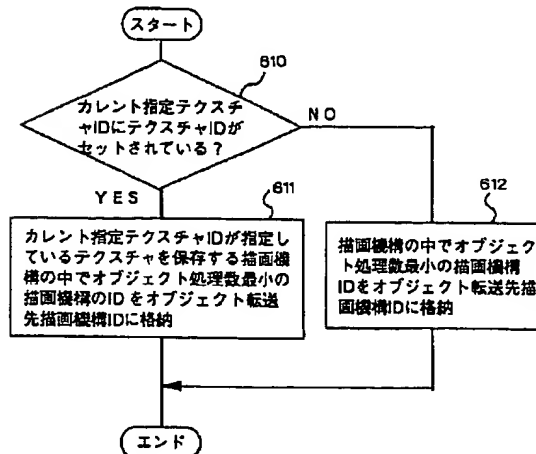 スタート
610
カレント指定テクスチ
ャIDにテクスチャIDが
セットされている？
NO
YES
611
カレント指定テクスチャIDが指定し
ているテクスチャを保存する描画機
構の中でオブジェクト処理数最小の
描画機構のIDをオブジェクト転送
先描画機構IDに格納
612
描画機構の中でオブジェク
ト処理数最小の描画機構
IDをオブジェクト転送先描
画機構IDに格納
エンド